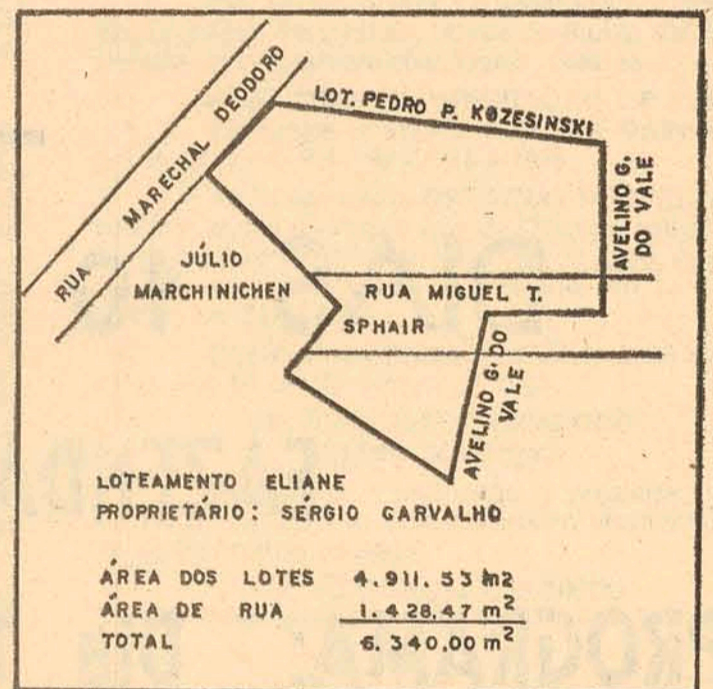 LOT. PEDRO P. KOZESINSKI
RUA MARECHAL DEODORO
AVELINO G.
DO VALE
JÚLIO
MARCHINICHEN
RUA MIGUEL T.
SPHAIR
AVELINO G. DO
VALE
LOTEAMENTO ELIANE
PROPRIETÁRIO: SÉRGIO CARVALHO
ÁREA DOS LOTES 4.911.53 m2
ÁREA DE RUA 1.428.47 m²
TOTAL 6.340,00 m²